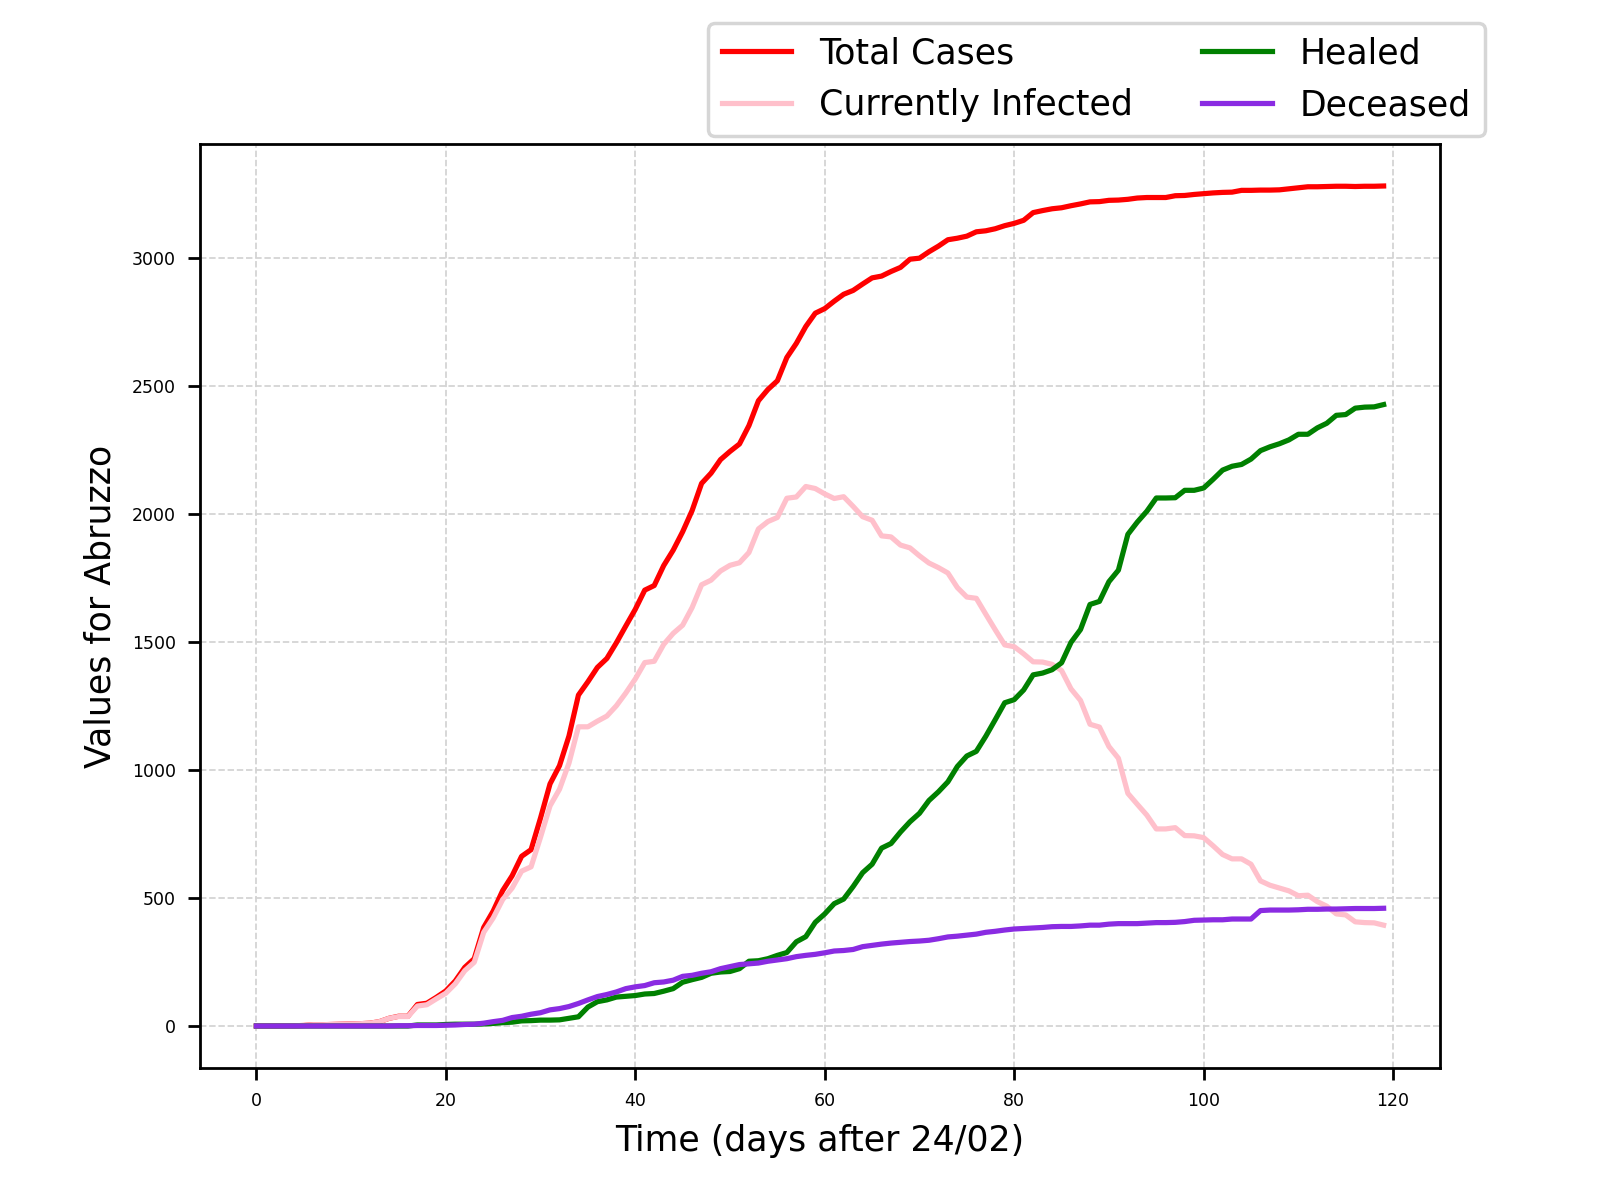 Total Cases
Currently Infected
Healed
Deceased
Values for Abruzzo
3000
2500
2000
1500
1000
500
0
0 20 40 60 80 100 120
Time (days after 24/02)